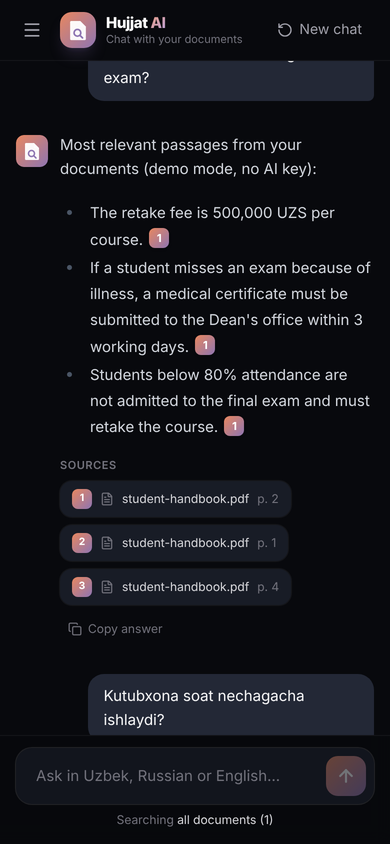 Hujjat AI
Chat with your documents
New chat
exam?
Most relevant passages from your
documents (demo mode, no AI key):
• The retake fee is 500,000 UZS per
course. 1
• If a student misses an exam because of
illness, a medical certificate must be
submitted to the Dean's office within 3
working days. 1
• Students below 80% attendance are
not admitted to the final exam and must
retake the course. 1
SOURCES
1 student-handbook.pdf p. 2
2 student-handbook.pdf p. 1
3 student-handbook.pdf p. 4
Copy answer
Kutubxona soat nechagacha
ishlaydi?
Ask in Uzbek, Russian or English...
Searching all documents (1)